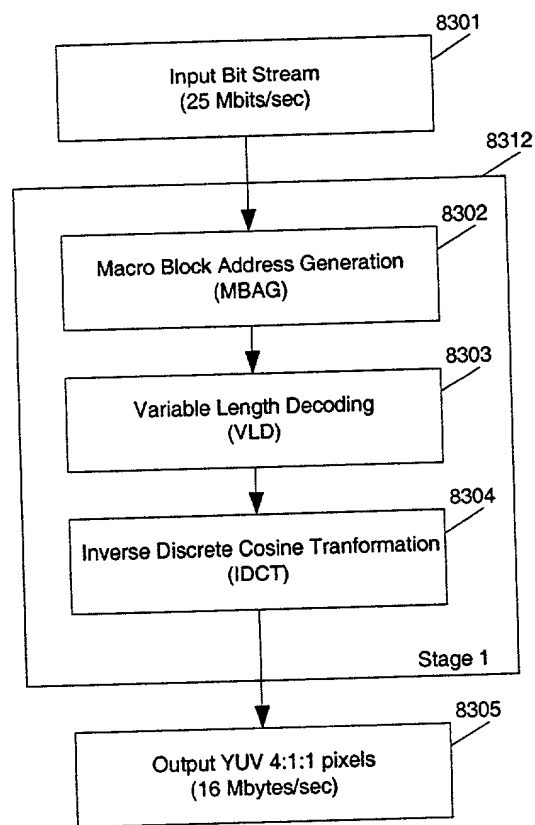 8301
Input Bit Stream
(25 Mbits/sec)
8312
8302
Macro Block Address Generation
(MBAG)
8303
Variable Length Decoding
(VLD)
8304
Inverse Discrete Cosine Tranformation
(IDCT)
Stage 1
8305
Output YUV 4:1:1 pixels
(16 Mbytes/sec)